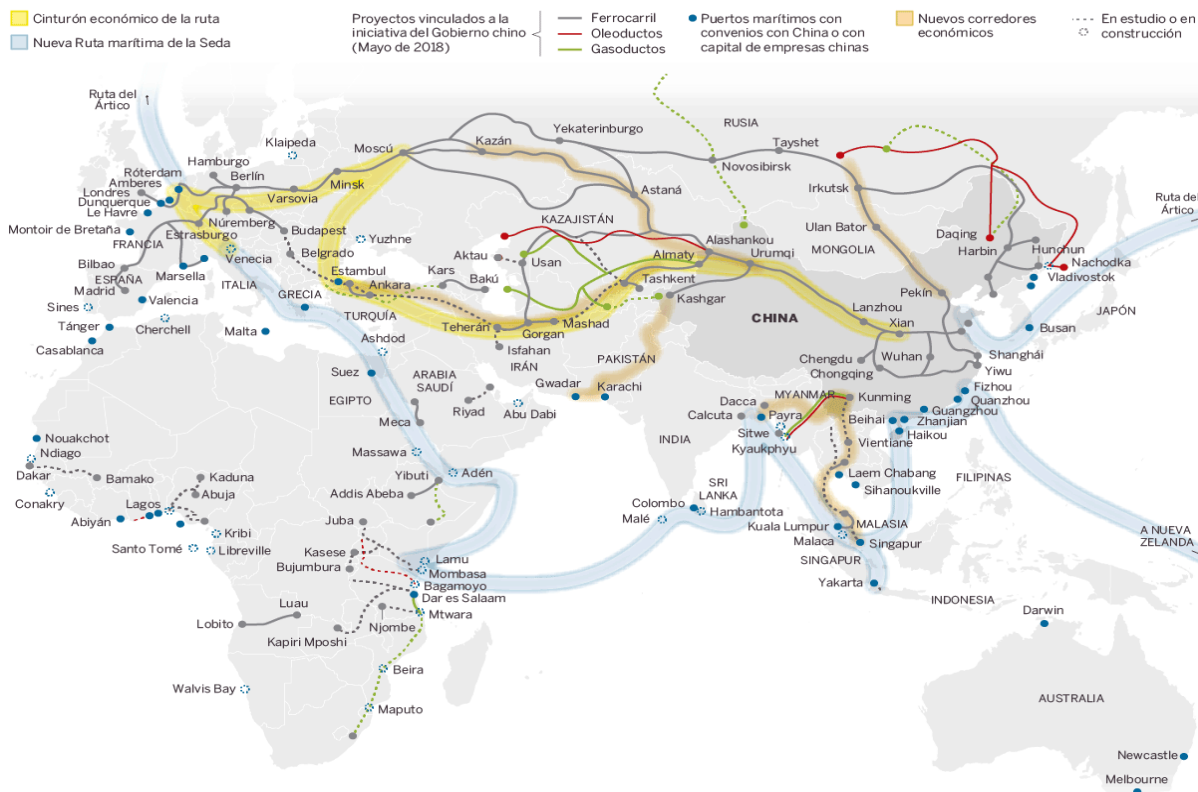 Cinturón económico de la ruta
Nueva Ruta marítima de la Seda
Proyectos vinculados a la
iniciativa del Gobierno chino
(Mayo de 2018)
Ferrocarril
Oleoductos
Gasoductos
Puertos marítimos con
convenios con China o con
capital de empresas chinas
Nuevos corredores
económicos
En estudio o en
construcción
Ruta del
Ártico
Klaipeda
Hamburgo
Róterdam
Amberes
Berlín
Londres
Dunquerque
Le Havre
Varsovia
Minsk
Moscú
Kazán
Yekaterinburgo
RUSIA
Tayshet
Novosibirsk
Irkutsk
Astaná
Montoir de Bretaña
Núremberg
FRANCIA
Estrasburgo
Budapest
Belgrado
Yuzhne
KAZAJISTÁN
Alashankou
Ulan Bator
MONGOLIA
Daqing
Harbin
Hunchun
Nachodka
Vladivostok
Ruta del
Ártico
Bilbao
ESPAÑA
Madrid
Marsella
Venecia
ITALIA
Estambul
Ankara
Kars
Bakú
Aktau
Usan
Almaty
Urumqi
Tashkent
Kashgar
Pekín
Sines
Valencia
GRECIA
TURQUÍA
Teherán
Gorgan
Mashad
Lanzhou
Xian
CHINA
JAPÓN
Busan
Tánger
Cherchell
Malta
Casablanca
Ashdod
Isfahan
IRÁN
PAKISTÁN
Chengdu
Chongqing
Wuhan
Shanghái
Yiwu
Suez
EGIPTO
ARABIA
SAUDÍ
Riyad
Abu Dabi
Gwadar
Karachi
Dacca
MYANMAR
Kunming
Fizhou
Quanzhou
Guangzhou
Zhanjian
Haikou
Beihai
Meca
Calcuta
Payra
Sitwe
Kyaukphyu
INDIA
Vientiane
Nouakchot
Ndiago
Dakar
Bamako
Kaduna
Abuja
Massawa
Adén
Yibuti
Addis Abeba
Laem Chabang
Sihanoukville
FILIPINAS
Conakry
Abiyán
Lagos
Kribi
Santo Tomé
Libreville
Juba
SRI
LANKA
Colombo
Hambantota
Malé
Kuala Lumpur
MALASIA
Malaca
Singapur
SINGAPUR
A NUEVA
ZELANDA
Kasese
Bujumbura
Lamu
Mombasa
Bagamoyo
Dar es Salaam
Mtwara
Yakarta
INDONESIA
Luau
Lobito
Njombe
Kapiri Mposhi
Darwin
Beira
Walvis Bay
Maputo
AUSTRALIA
Newcastle
Melbourne